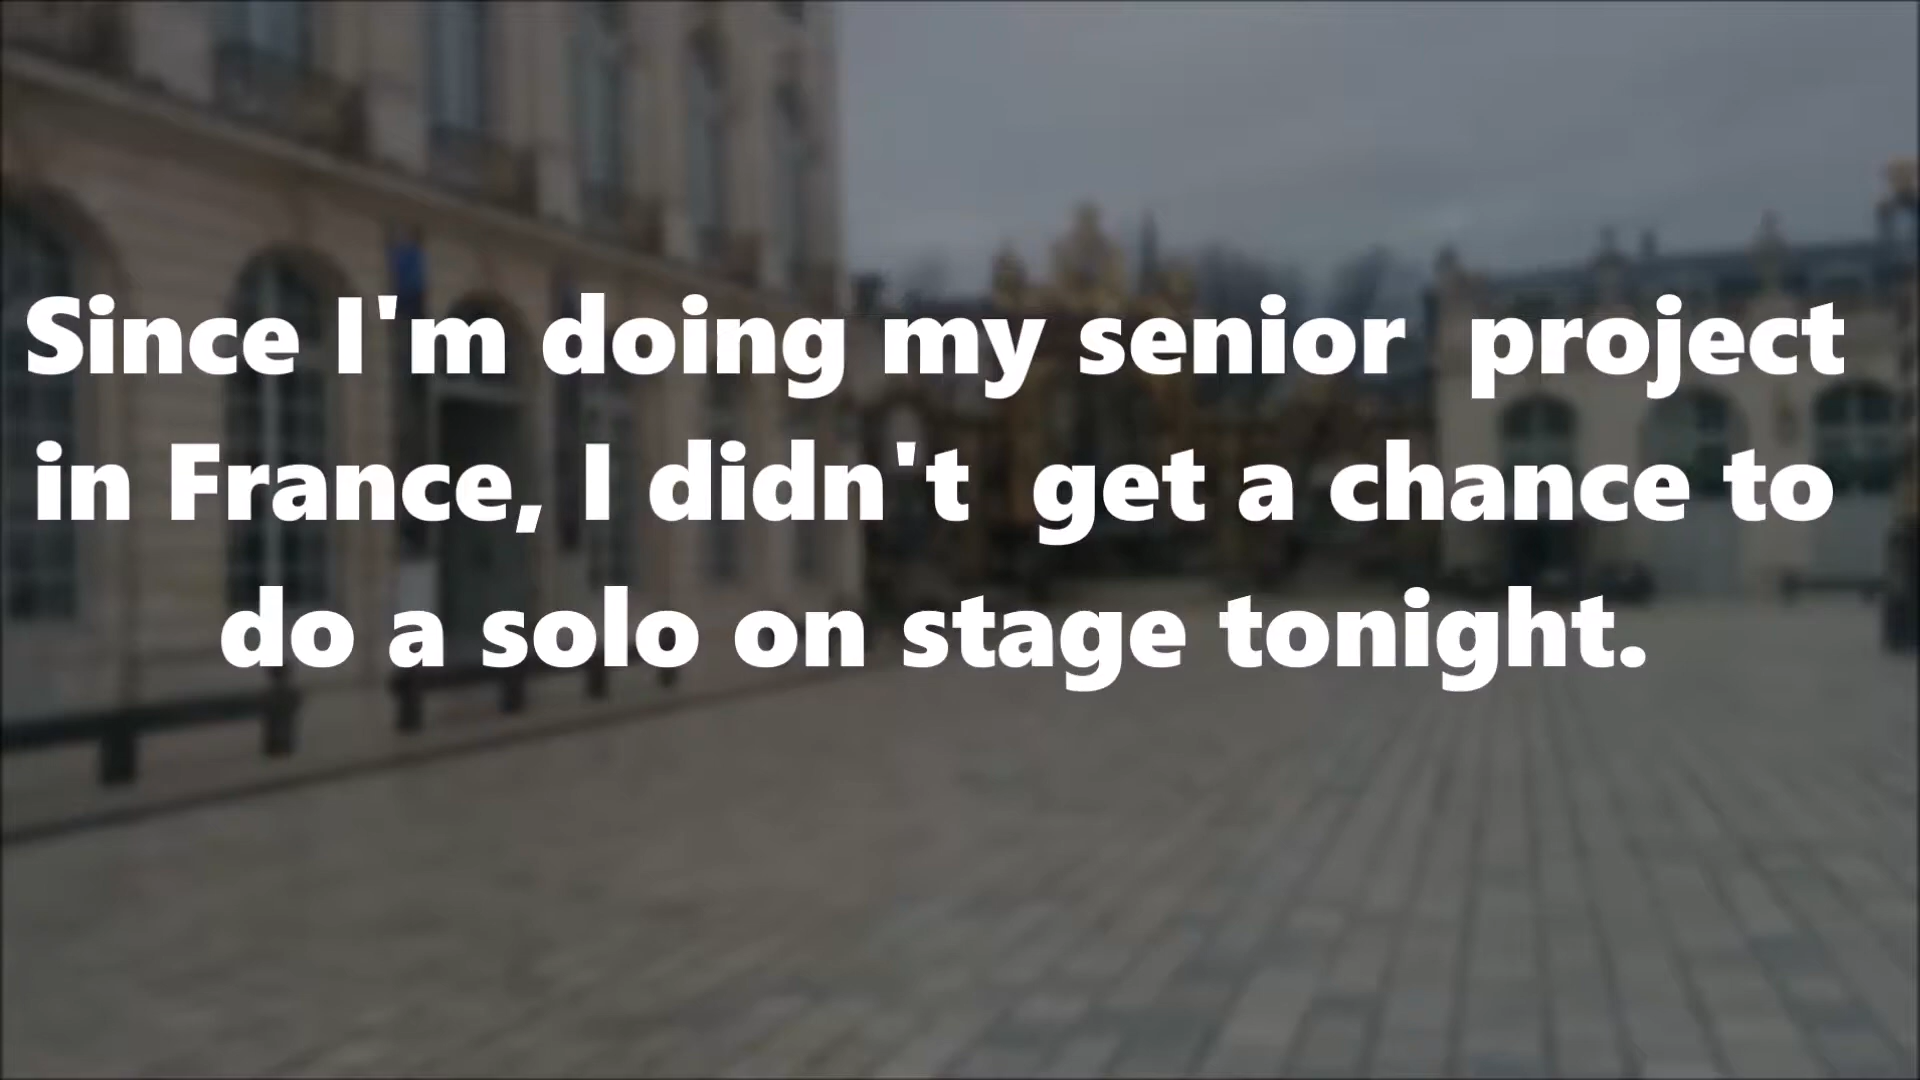 Since I'm doing my senior  project
in France, I didn't  get a chance to
do a solo on stage tonight.